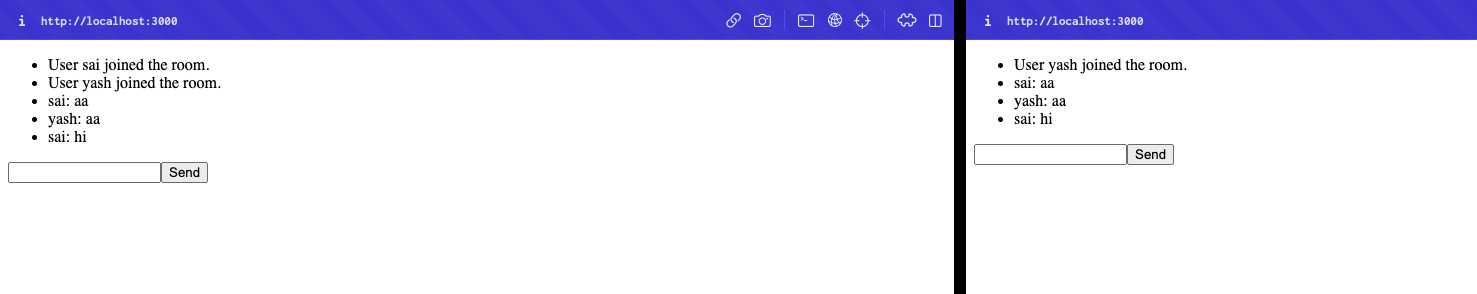 i http://localhost:3000
User sai joined the room.
User yash joined the room.
sai: aa
yash: aa
sai: hi
Send
i http://localhost:3000
User yash joined the room.
sai: aa
yash: aa
sai: hi
Send